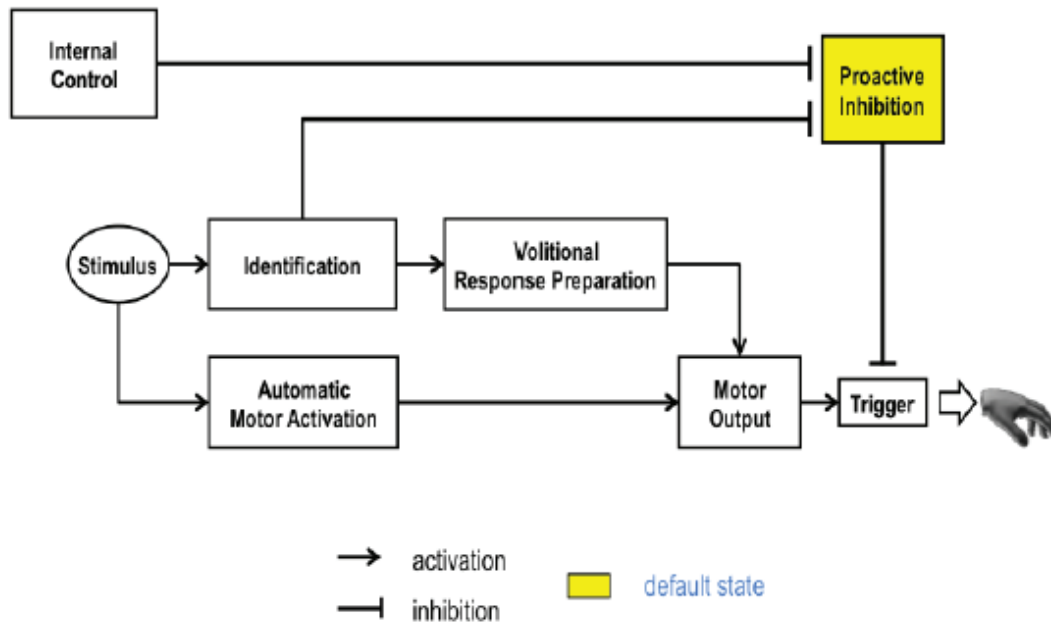 Internal
Control
Proactive
Inhibition
Stimulus
Identification
Volitional
Response Preparation
Automatic
Motor Activation
Motor
Output
Trigger
activation
inhibition
default state